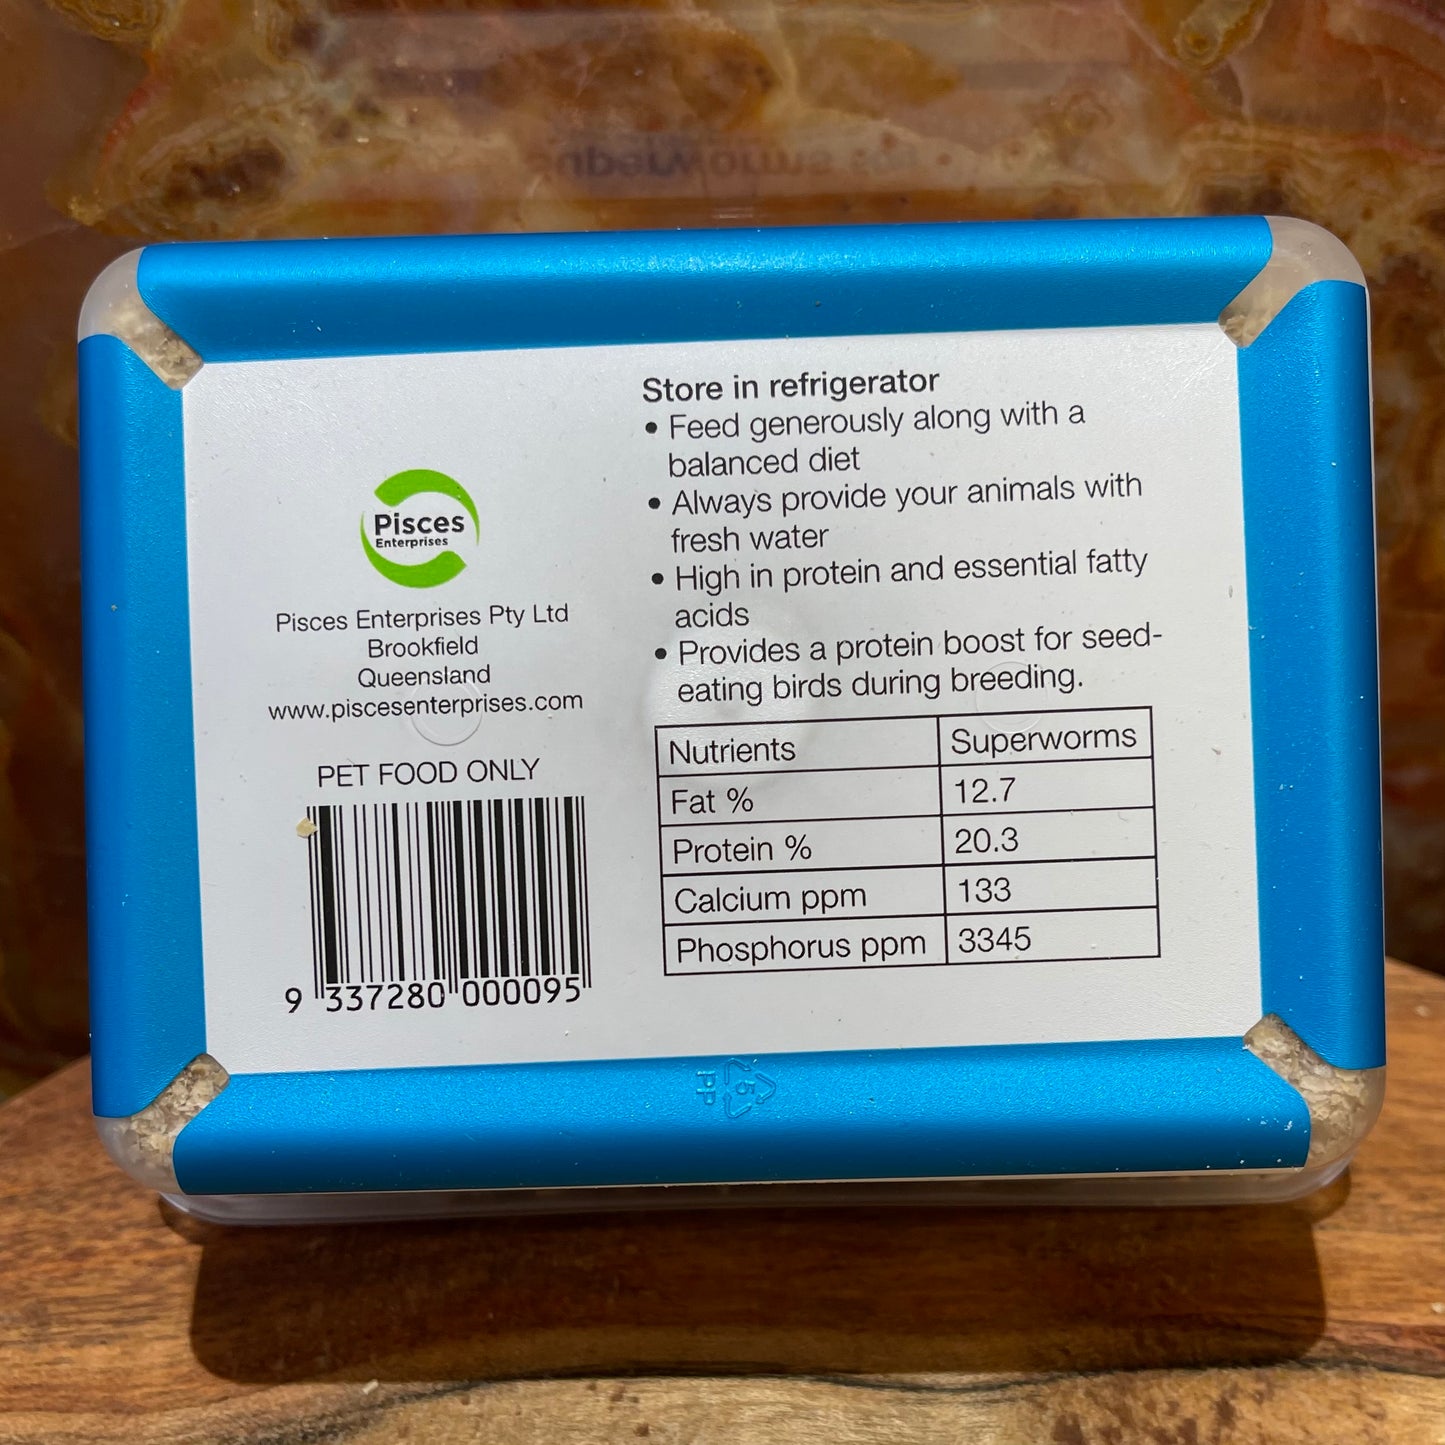 Store in refrigerator
• Feed generously along with a
balanced diet
• Always provide your animals with
fresh water
• High in protein and essential fatty
acids
• Provides a protein boost for seed-
eating birds during breeding.
Pisces
Enterprises
Pisces Enterprises Pty Ltd
Brookfield
Queensland
www.piscesenterprises.com
PET FOOD ONLY
9 337280 000095
Nutrients Superworms
Fat % 12.7
Protein % 20.3
Calcium ppm 133
Phosphorus ppm 3345
5
PP